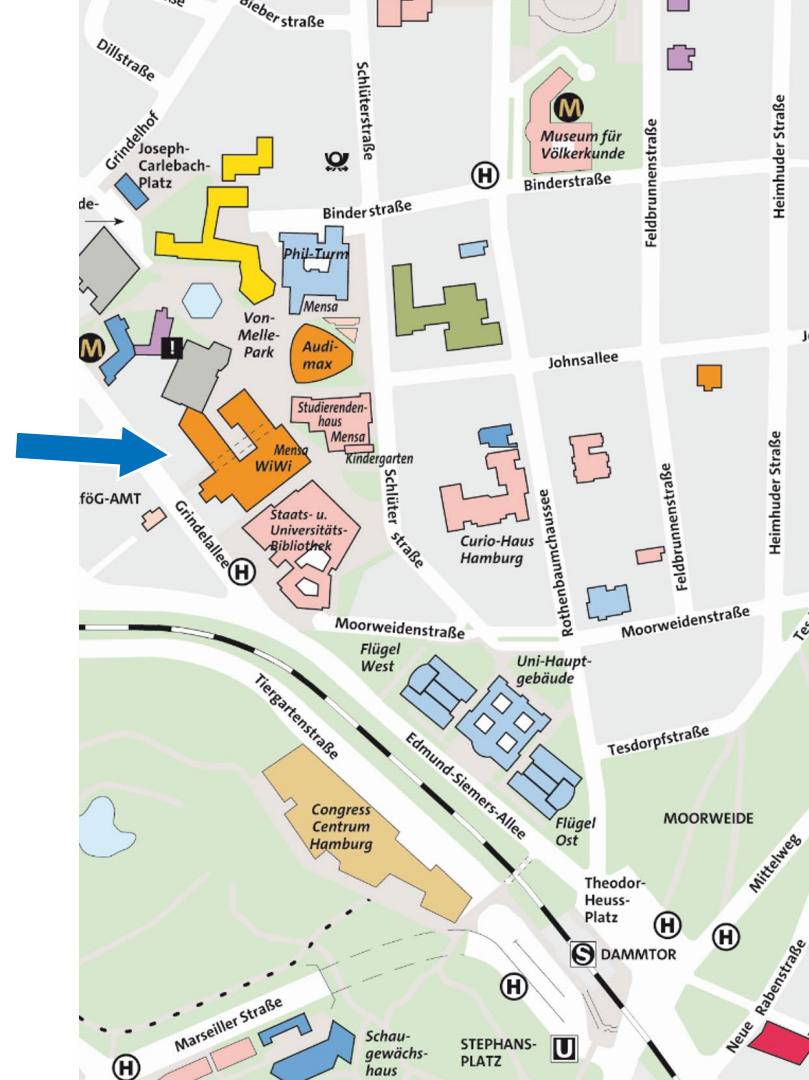 Bieberstraße
Dillstraße
Schlüterstraße
Grindelhof
Joseph-
Carlebach-
Platz
M
Museum für
Völkerkunde
Feldbrunnenstraße
Heimhuder Straße
H
Binderstraße
Binderstraße
de-
Phil-Turm
Mensa
Von-
Melle-
Park
Audi-
max
M
!
Johnsallee
Studierenden-
haus
Mensa
Kindergarten
Mensa
WiWi
föG-AMT
Grindelallee
Staats- u.
Universitäts-
Bibliothek
H
Schlüter straße
Curio-Haus
Hamburg
Rothenbaumchaussee
Feldbrunnenstraße
Heimhuder Straße
Moorweidenstraße
Moorweidenstraße
Tes
Flügel
West
Uni-Haupt-
gebäude
Tiergartenstraße
Edmund-Siemers-Allee
Tesdorpfstraße
Congress
Centrum
Hamburg
Flügel
Ost
MOORWEIDE
Mittelweg
Theodor-
Heuss-
Platz
H
H
S DAMMTOR
H
Neue Rabenstraße
Marseiller Straße
Schau-
gewächs-
haus
STEPHANS-
PLATZ
U
H